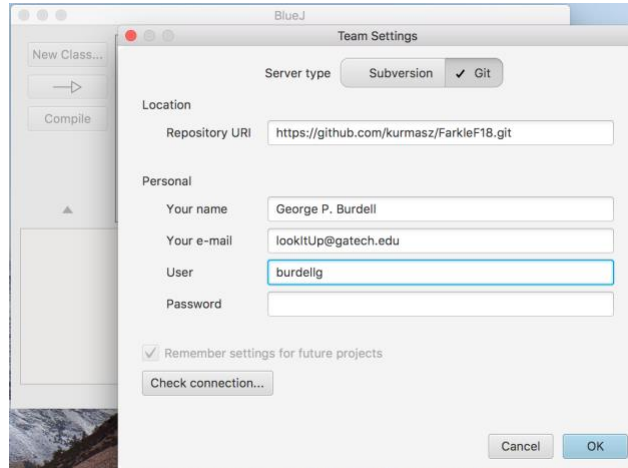 BlueJ
Team Settings
New Class...
Compile
Server type Subversion ✓ Git
Location
Repository URI https://github.com/kurmasz/FarkleF18.git
Personal
Your name George P. Burdell
Your e-mail lookItUp@gatech.edu
User burdellg
Password
Remember settings for future projects
Check connection...
Cancel OK